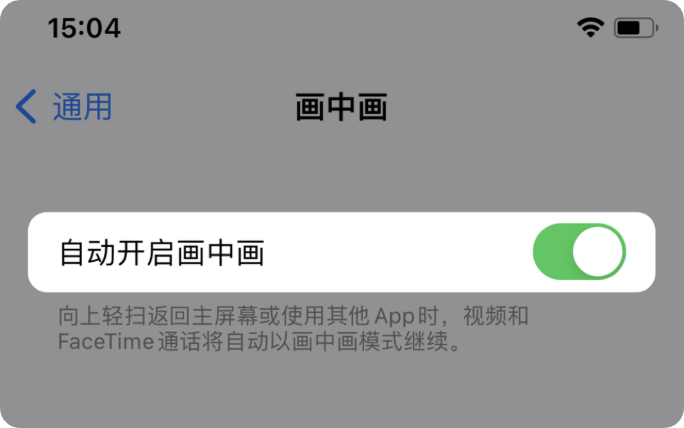 15:04
通用
画中画
自动开启画中画
向上轻扫返回主屏幕或使用其他 App 时，视频和
FaceTime 通话将自动以画中画模式继续。